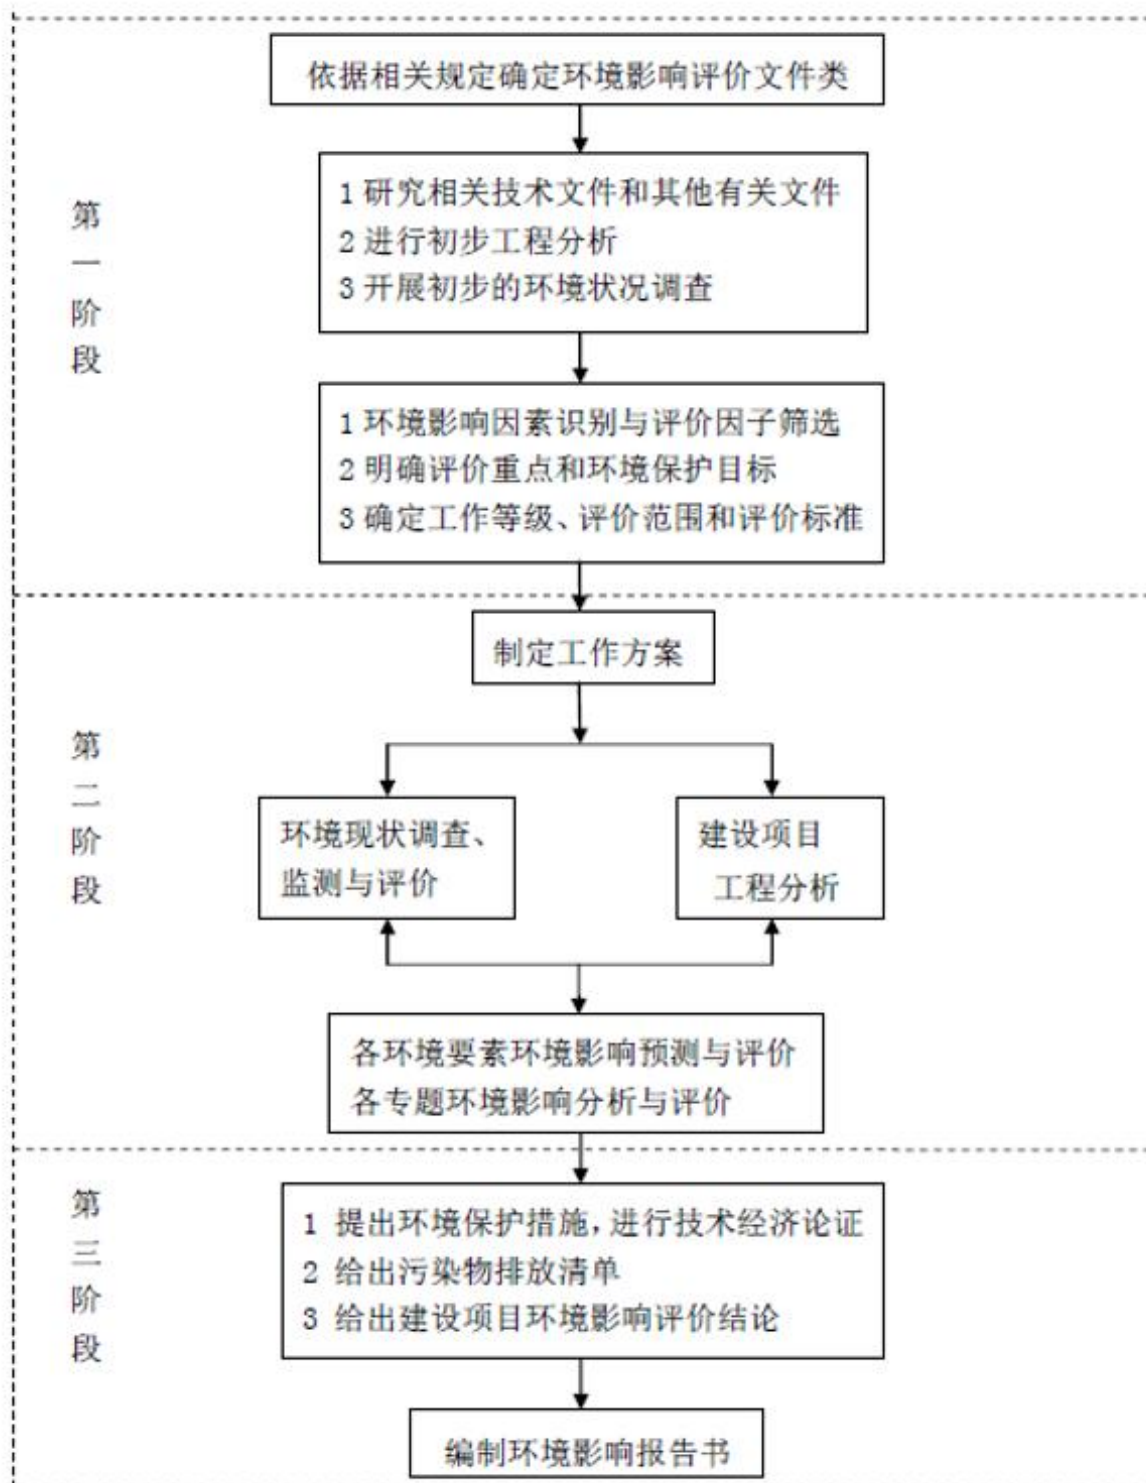 依据相关规定确定环境影响评价文件类
第一阶段
1 研究相关技术文件和其他有关文件
2 进行初步工程分析
3 开展初步的环境状况调查
1 环境影响因素识别与评价因子筛选
2 明确评价重点和环境保护目标
3 确定工作等级、评价范围和评价标准
制定工作方案
第二阶段
环境现状调查、
监测与评价
建设项目
工程分析
各环境要素环境影响预测与评价
各专题环境影响分析与评价
第三阶段
1 提出环境保护措施,进行技术经济论证
2 给出污染物排放清单
3 给出建设项目环境影响评价结论
编制环境影响报告书